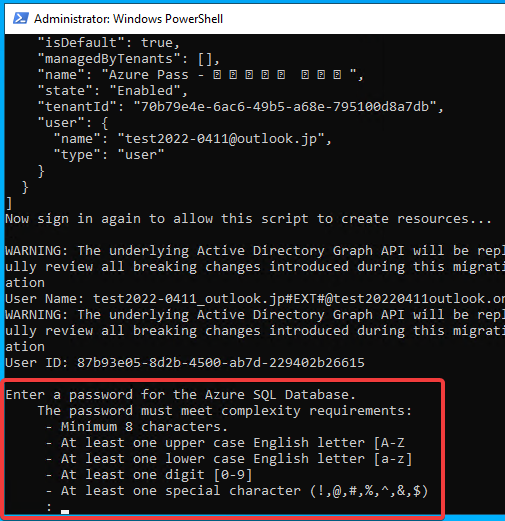 Administrator: Windows PowerShell
"isDefault": true,
"managedByTenants": [],
"name": "Azure Pass - ",
"state": "Enabled",
"tenantId": "70b79e4e-6ac6-49b5-a68e-795100d8a7db",
"user": {
"name": "test2022-0411@outlook.jp",
"type": "user"
}
}
]
Now sign in again to allow this script to create resources...
WARNING: The underlying Active Directory Graph API will be repl
ully review all breaking changes introduced during this migrati
ation
User Name: test2022-0411_outlook.jp#EXT#@test20220411outlook.on
WARNING: The underlying Active Directory Graph API will be repl
ully review all breaking changes introduced during this migrati
ation
User ID: 87b93e05-8d2b-4500-ab7d-229402b26615
Enter a password for the Azure SQL Database.
The password must meet complexity requirements:
- Minimum 8 characters.
- At least one upper case English letter [A-Z
- At least one lower case English letter [a-z]
- At least one digit [0-9]
- At least one special character (!,@,#,%,^,&,$)
: